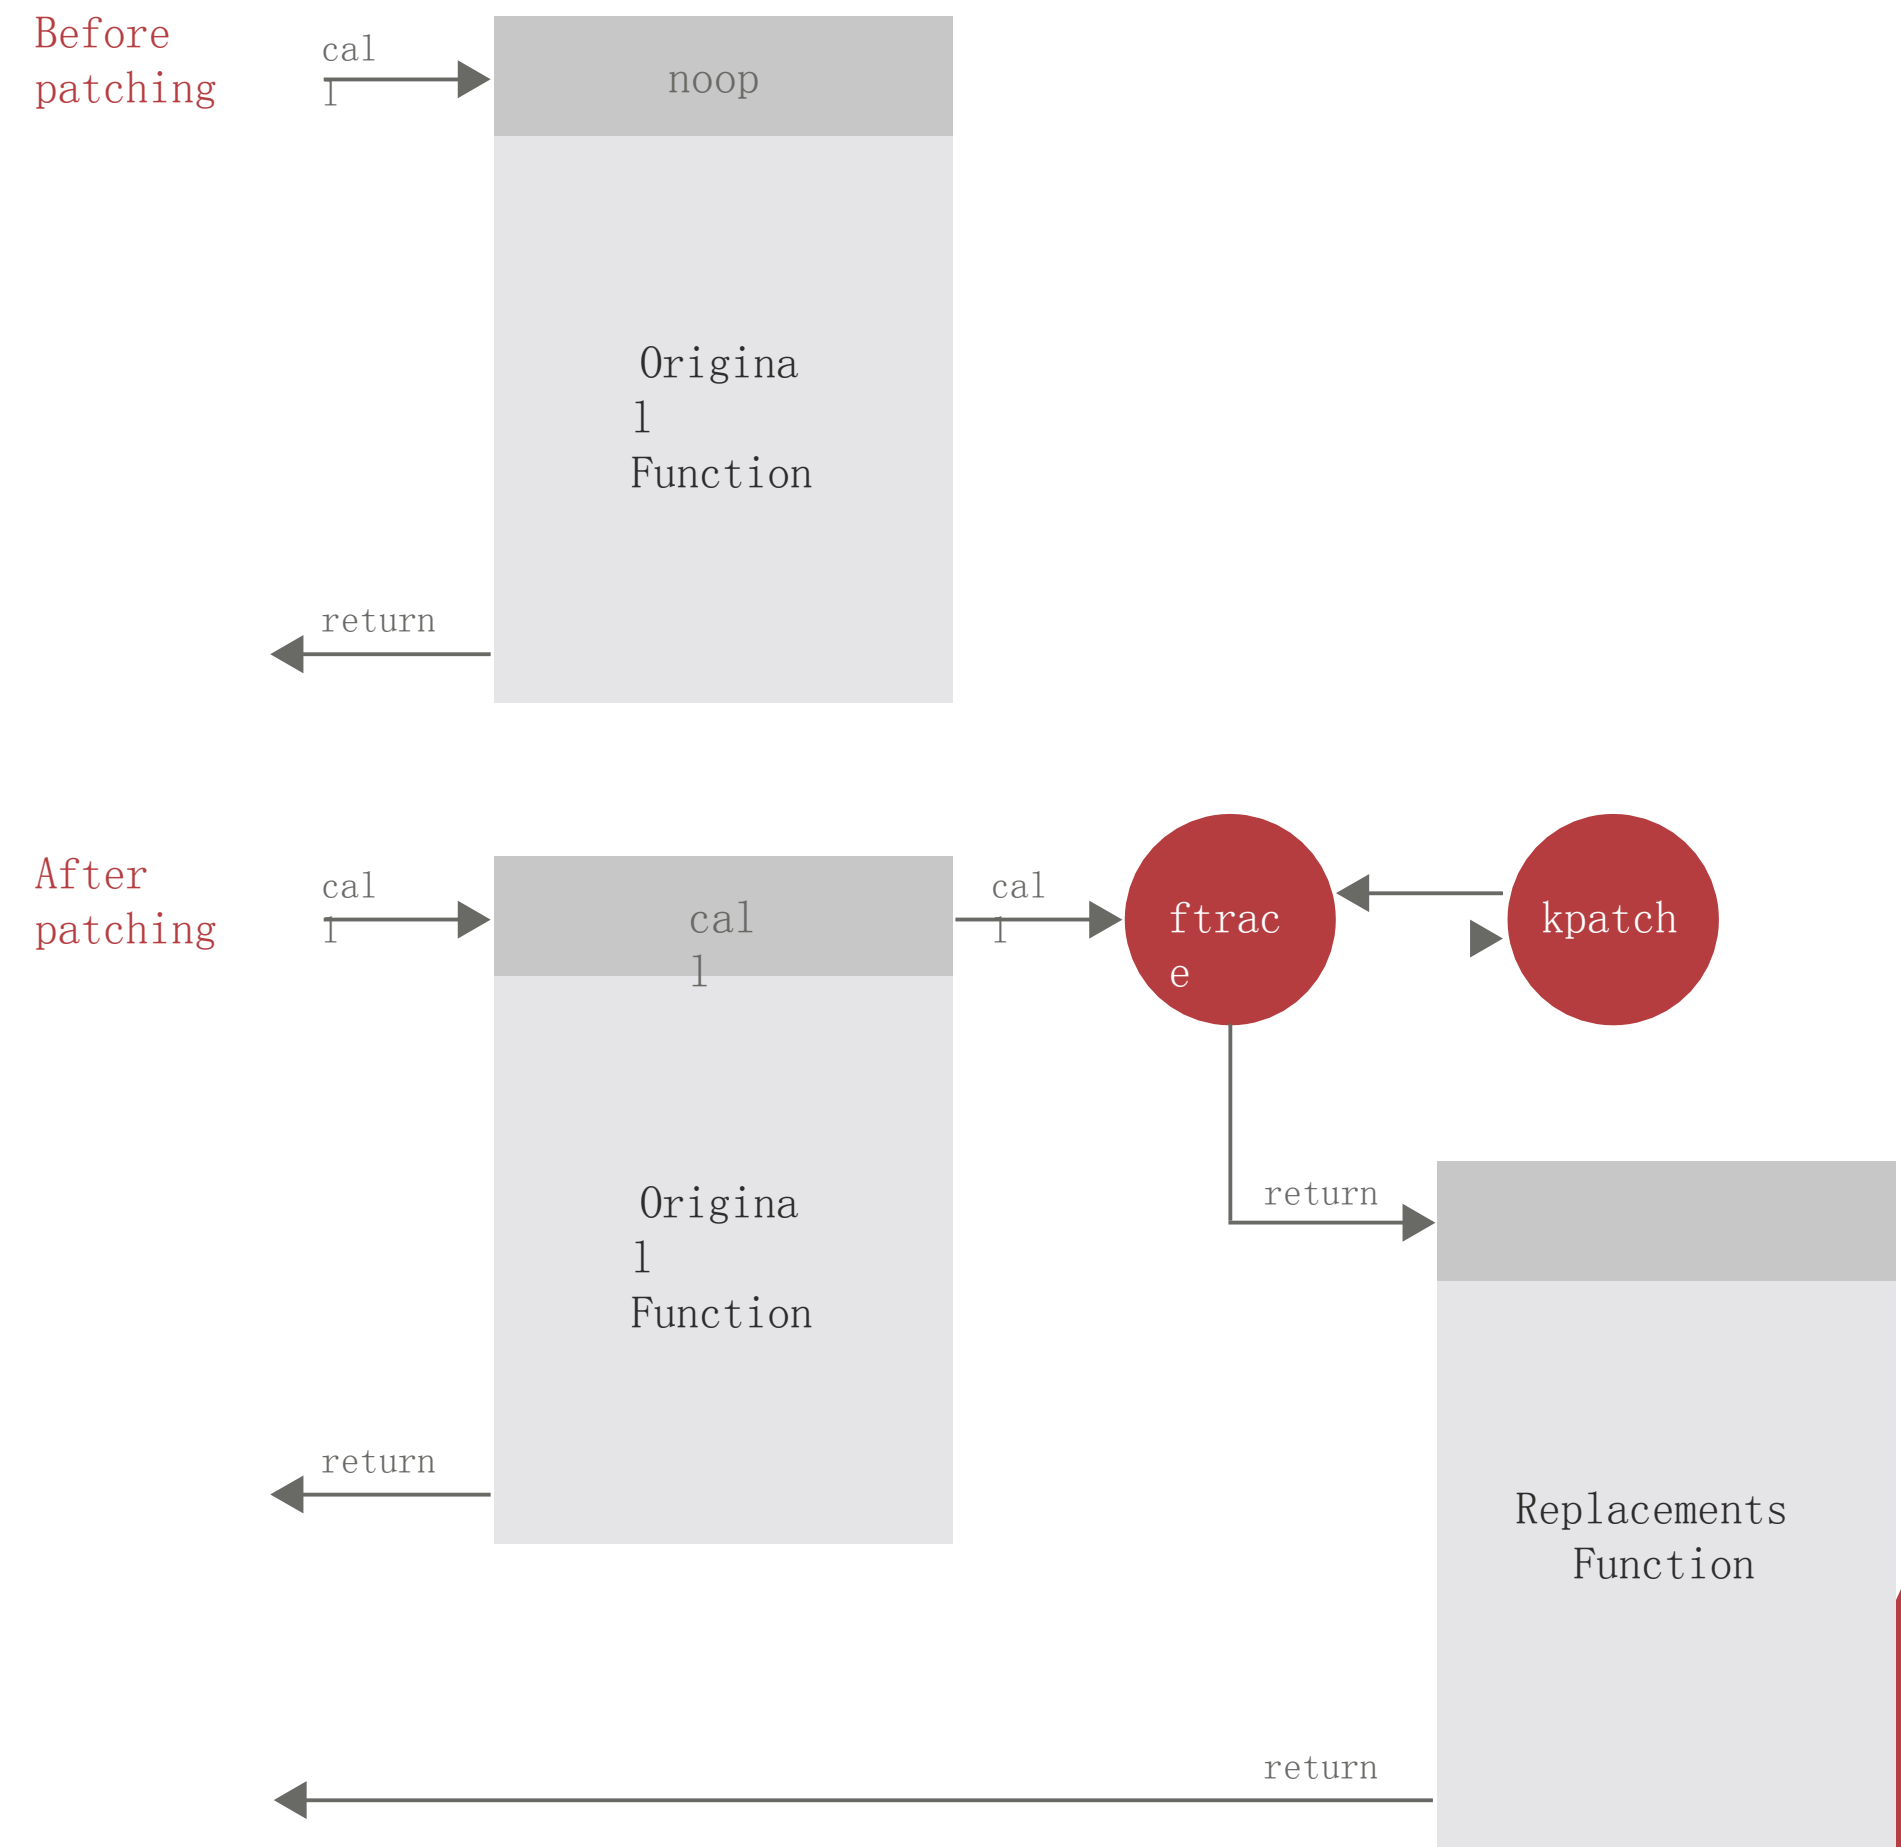 Before
patching
cal
l
noop
Origina
l
Function
return
After
patching
cal
l
cal
l
cal
l
ftrac
e
kpatch
Origina
l
Function
return
return
Replacements
Function
return